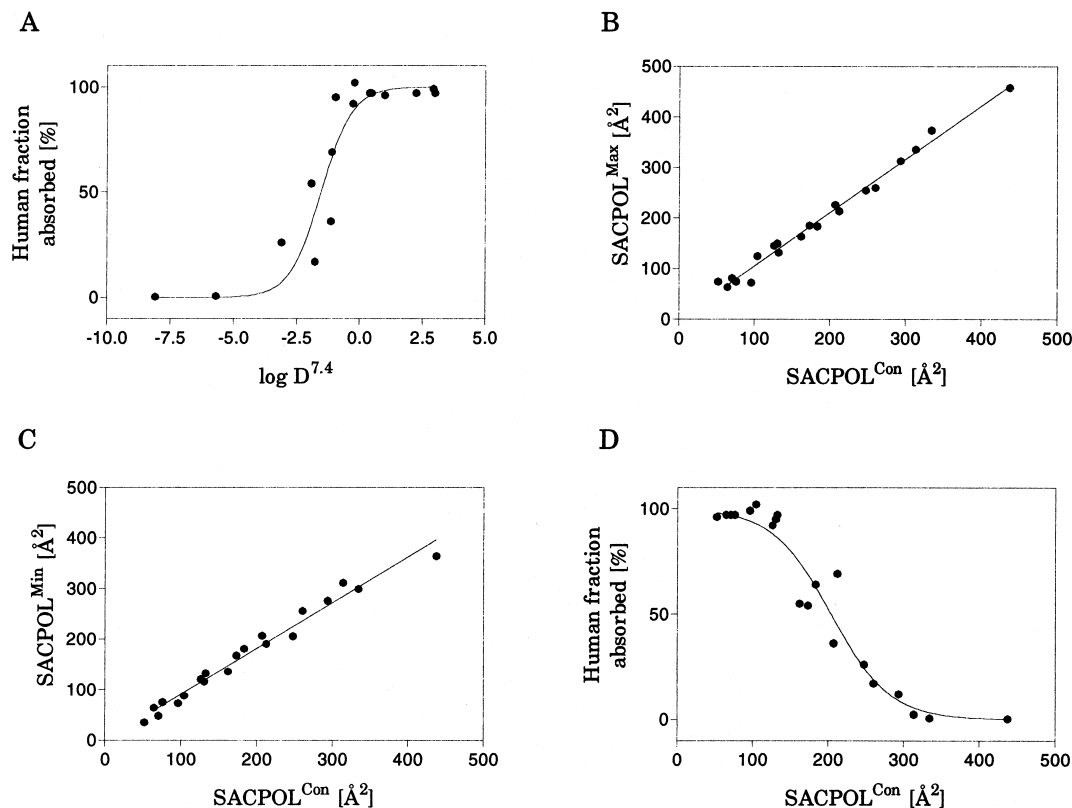 A
Human fraction
absorbed [%]
100
50
0
-10.0 -7.5 -5.0 -2.5 0.0 2.5 5.0
log D^7.4
B
SACPOL^Max [Å^2]
500
400
300
200
100
0
0 100 200 300 400 500
SACPOL^Con [Å^2]
C
SACPOL^Min [Å^2]
500
400
300
200
100
0
0 100 200 300 400 500
SACPOL^Con [Å^2]
D
Human fraction
absorbed [%]
100
50
0
0 100 200 300 400 500
SACPOL^Con [Å^2]